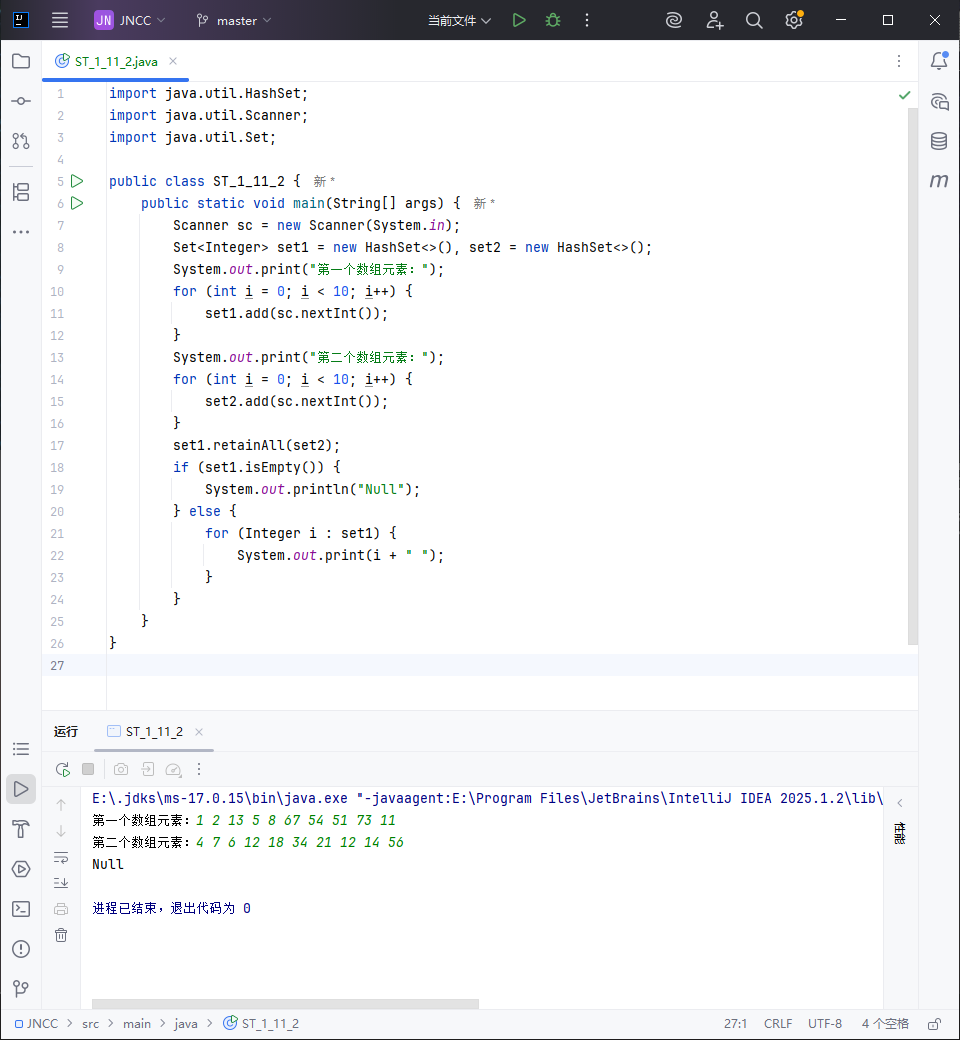 JN JNCC master 当前文件
ST_1_11_2.java
1 import java.util.HashSet;
2 import java.util.Scanner;
3 import java.util.Set;
4
5 public class ST_1_11_2 { 新 *
6 public static void main(String[] args) { 新 *
7 Scanner sc = new Scanner(System.in);
8 Set<Integer> set1 = new HashSet<>(), set2 = new HashSet<>();
9 System.out.print("第一个数组元素：");
10 for (int i = 0; i < 10; i++) {
11 set1.add(sc.nextInt());
12 }
13 System.out.print("第二个数组元素：");
14 for (int i = 0; i < 10; i++) {
15 set2.add(sc.nextInt());
16 }
17 set1.retainAll(set2);
18 if (set1.isEmpty()) {
19 System.out.println("Null");
20 } else {
21 for (Integer i : set1) {
22 System.out.print(i + " ");
23 }
24 }
25 }
26 }
27
运行 ST_1_11_2
E:\.jdks\ms-17.0.15\bin\java.exe "-javaagent:E:\Program Files\JetBrains\IntelliJ IDEA 2025.1.2\lib\
第一个数组元素：1 2 13 5 8 67 54 51 73 11
第二个数组元素：4 7 6 12 18 34 21 12 14 56
Null
进程已结束，退出代码为 0
性能
JNCC > src > main > java > ST_1_11_2 27:1 CRLF UTF-8 4 个空格